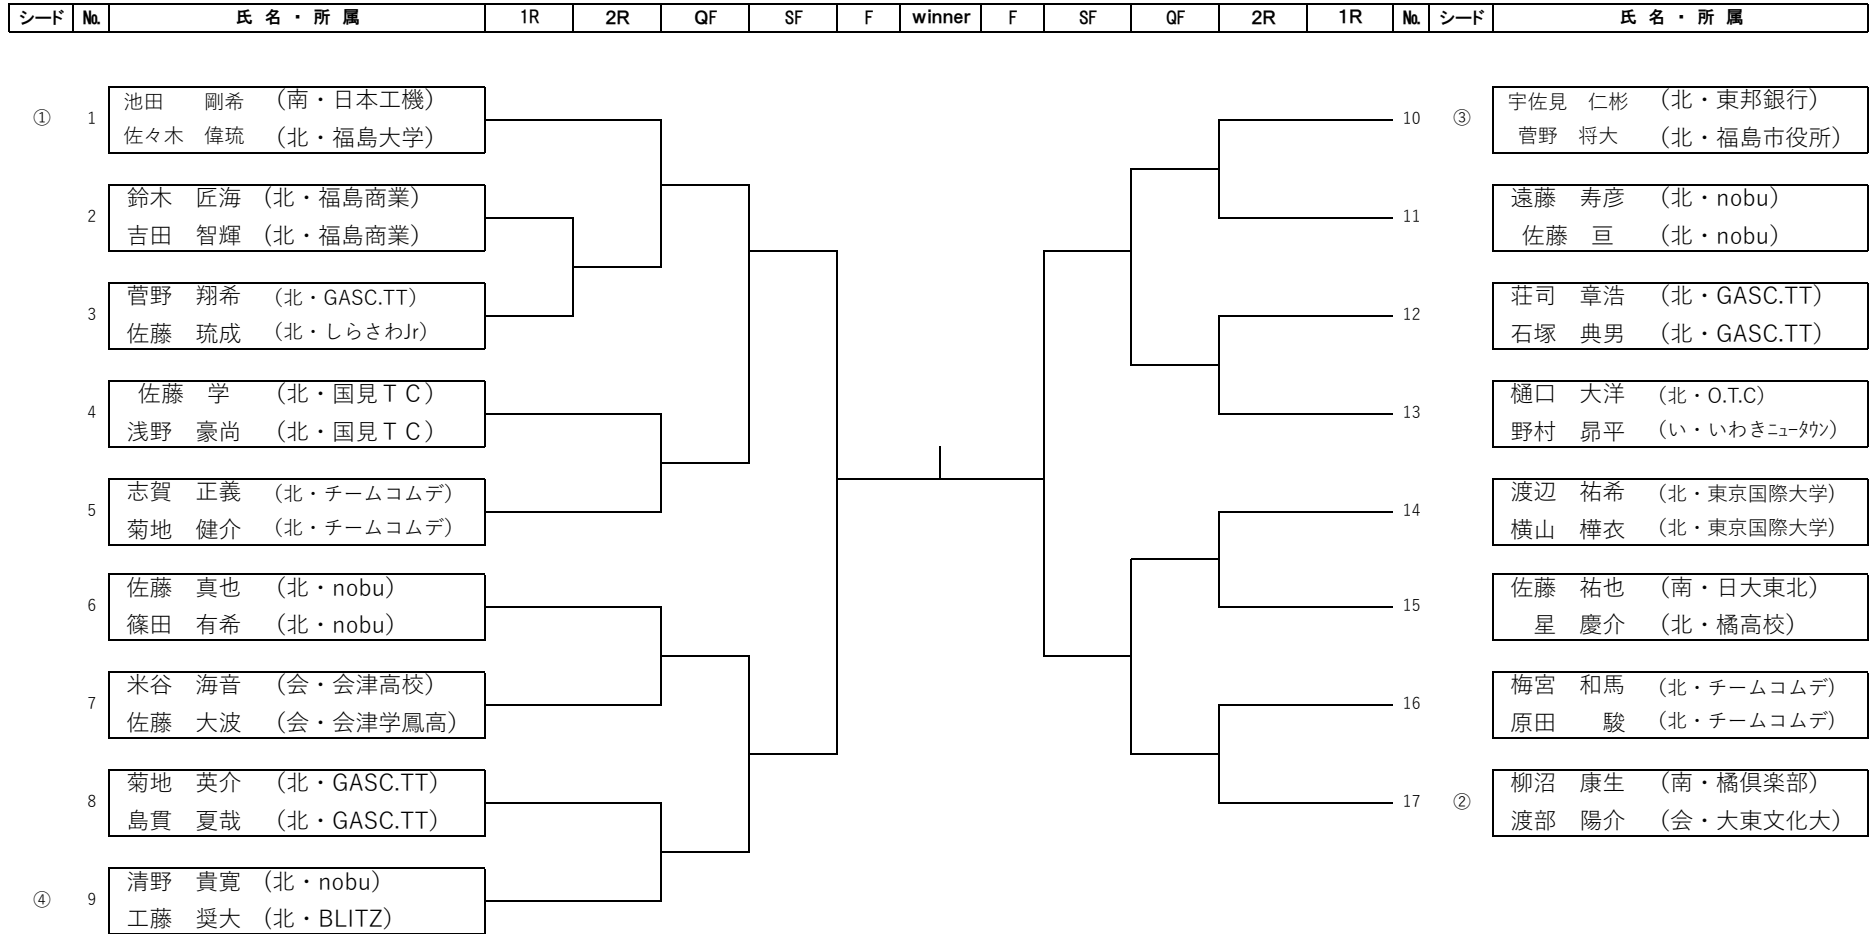 シード No. 氏名・所属 1R 2R QF SF F winner F SF QF 2R 1R No. シード 氏名・所属
① 1 池田 剛希 (南・日本工機)
佐々木 偉琉 (北・福島大学)
2 鈴木 匠海 (北・福島商業)
吉田 智輝 (北・福島商業)
3 菅野 翔希 (北・GASC.TT)
佐藤 琉成 (北・しらさわJr)
4 佐藤 学 (北・国見ＴＣ)
浅野 豪尚 (北・国見ＴＣ)
5 志賀 正義 (北・チームコムデ)
菊地 健介 (北・チームコムデ)
6 佐藤 真也 (北・nobu)
篠田 有希 (北・nobu)
7 米谷 海音 (会・会津高校)
佐藤 大波 (会・会津学鳳高)
8 菊地 英介 (北・GASC.TT)
島貫 夏哉 (北・GASC.TT)
④ 9 清野 貴寛 (北・nobu)
工藤 奨大 (北・BLITZ)
10 ③ 宇佐見 仁彬 (北・東邦銀行)
菅野 将大 (北・福島市役所)
11 遠藤 寿彦 (北・nobu)
佐藤 亘 (北・nobu)
12 荘司 章浩 (北・GASC.TT)
石塚 典男 (北・GASC.TT)
13 樋口 大洋 (北・O.T.C)
野村 昴平 (い・いわきﾆｭｰﾀｳﾝ)
14 渡辺 祐希 (北・東京国際大学)
横山 樺衣 (北・東京国際大学)
15 佐藤 祐也 (南・日大東北)
星 慶介 (北・橘高校)
16 梅宮 和馬 (北・チームコムデ)
原田 駿 (北・チームコムデ)
17 ② 柳沼 康生 (南・橘倶楽部)
渡部 陽介 (会・大東文化大)